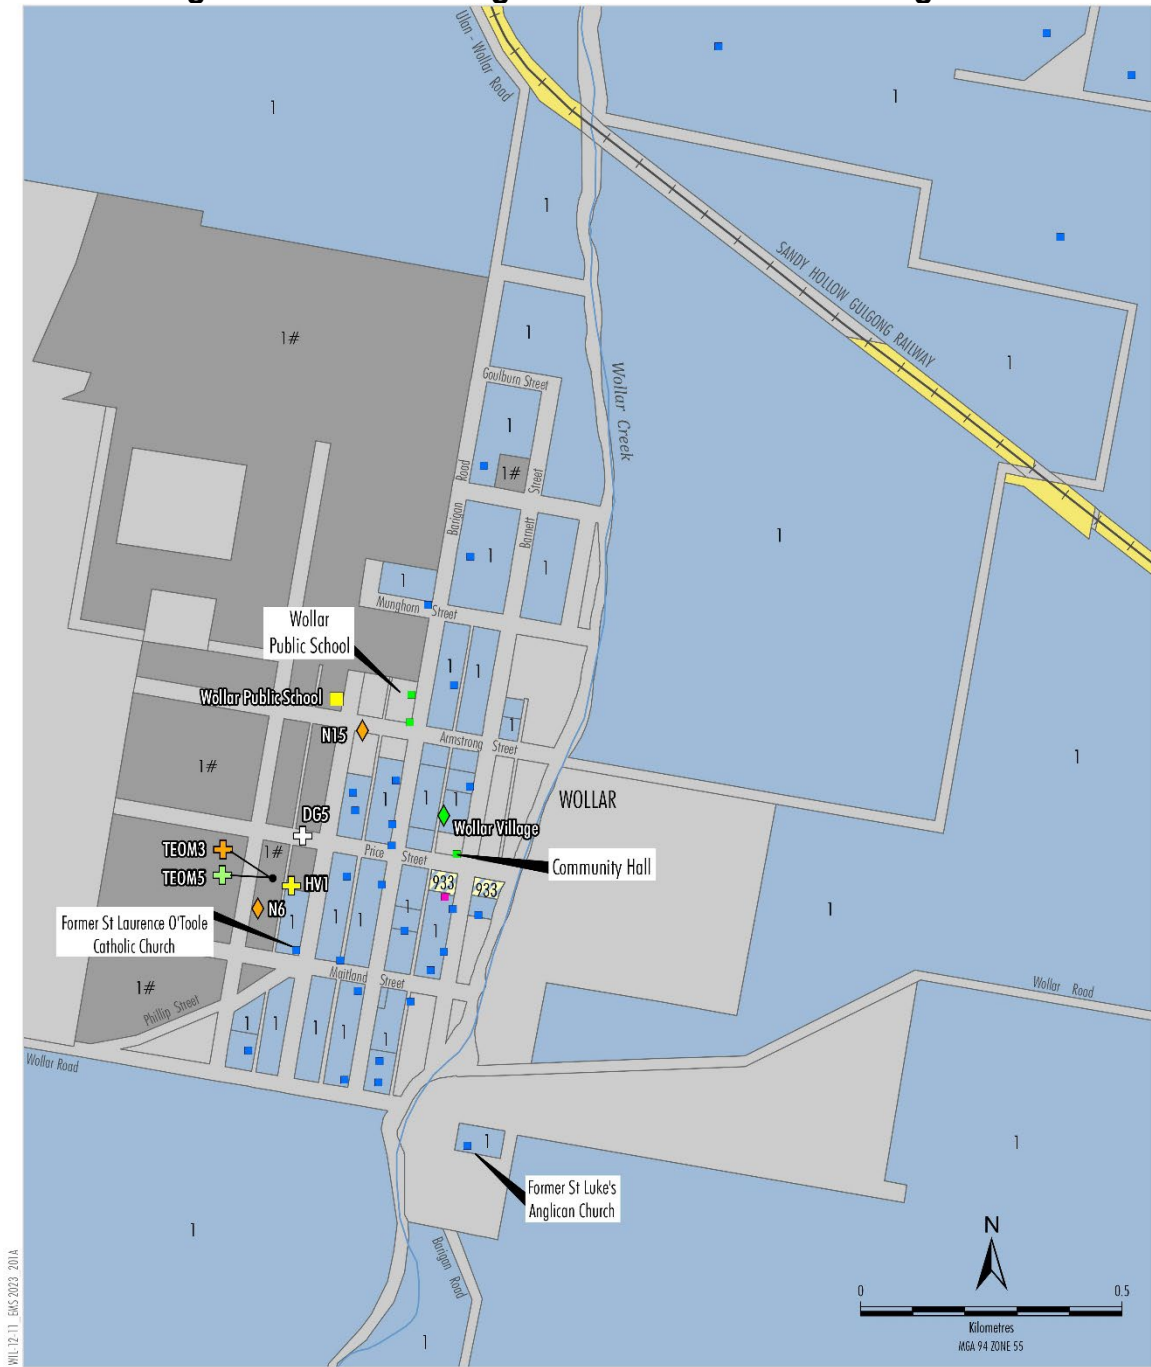 Ulan - Wollar
Road
1
1
SANDY HOLLOW GULGONG RAILWAY
1
1#
1
1
Goulburn Street
Wollar Creek
1
1#
Barigan Road
Barnett Street
1
1
1
1
Munghorn Street
Wollar
Public School
1
1
Wollar Public School
1
N15
Armstrong Street
1
1#
WOLLAR
1
1
1
DG5
Wollar Village
TEOM3
1#
Price Street
Community Hall
TEOM5
HV1
933
933
N6
1
1
1
1
1
1
Former St Laurence O'Toole
Catholic Church
Maitland Street
1#
Phillip Street
Wollar Road
1
1
1
1
1
Wollar Road
1
1
Former St Luke's
Anglican Church
1
N
Barigan Road
1
0
0.5
Kilometres
MGA 94 ZONE 55
WIL-12-11_EMS 2023_201A